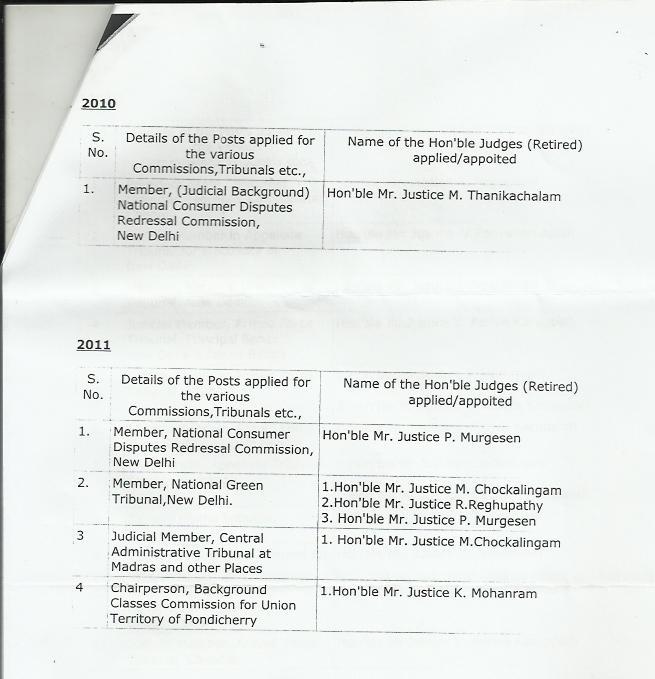 2010
S. No. Details of the Posts applied for the various Commissions,Tribunals etc., Name of the Hon'ble Judges (Retired) applied/appoited
1. Member, (Judicial Background) Hon'ble Mr. Justice M. Thanikachalam
National Consumer Disputes
Redressal Commission,
New Delhi
2011
S. No. Details of the Posts applied for the various Commissions,Tribunals etc., Name of the Hon'ble Judges (Retired) applied/appoited
1. Member, National Consumer Hon'ble Mr. Justice P. Murgesen
Disputes Redressal Commission,
New Delhi
2. Member, National Green 1.Hon'ble Mr. Justice M. Chockalingam
Tribunal,New Delhi. 2.Hon'ble Mr. Justice R.Reghupathy
3. Hon'ble Mr. Justice P. Murgesen
3 Judicial Member, Central 1. Hon'ble Mr. Justice M.Chockalingam
Administrative Tribunal at
Madras and other Places
4 Chairperson, Background 1.Hon'ble Mr. Justice K. Mohanram
Classes Commission for Union
Territory of Pondicherry